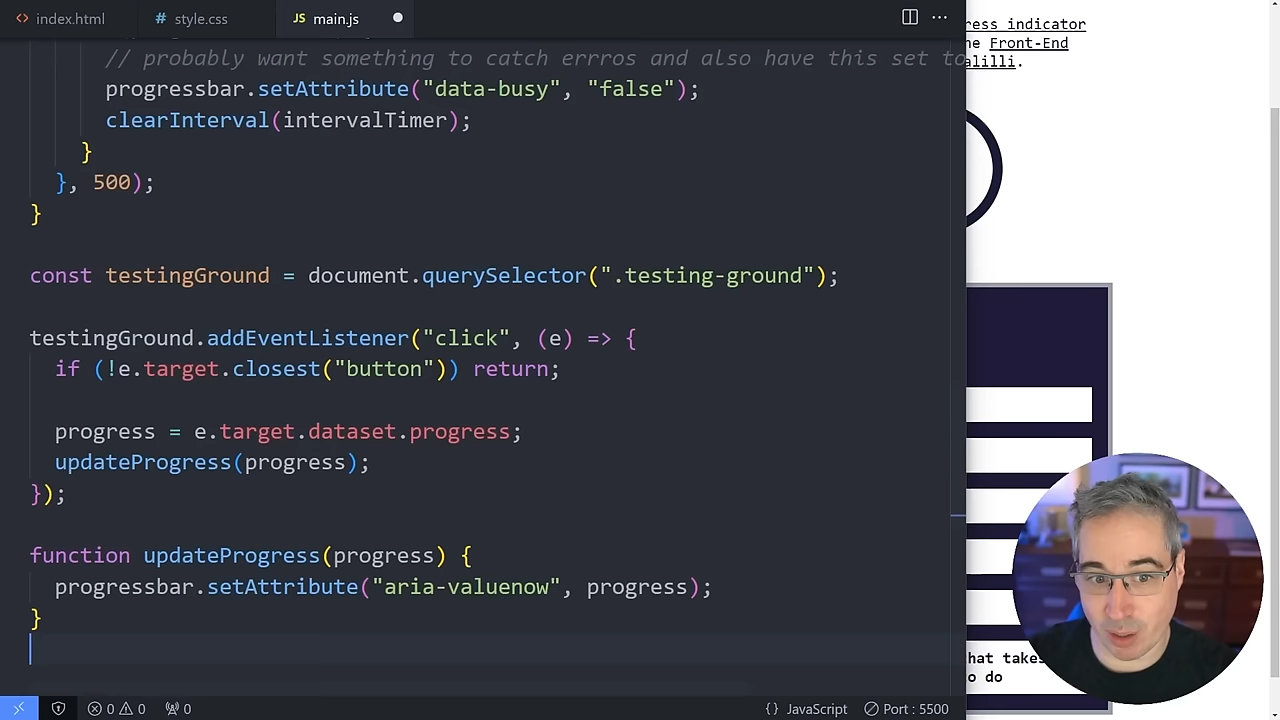 index.html
style.css
main.js
// probably want something to catch errros and also have this set to
progressbar.setAttribute("data-busy", "false");
clearInterval(intervalTimer);
}
}, 500);
}
const testingGround = document.querySelector(".testing-ground");
testingGround.addEventListener("click", (e) => {
if (!e.target.closest("button")) return;
progress = e.target.dataset.progress;
updateProgress(progress);
});
function updateProgress(progress) {
progressbar.setAttribute("aria-valuenow", progress);
}
ress indicator
he Front-End
alilli.
hat takes
o do
0 0 0
{} JavaScript Port : 5500